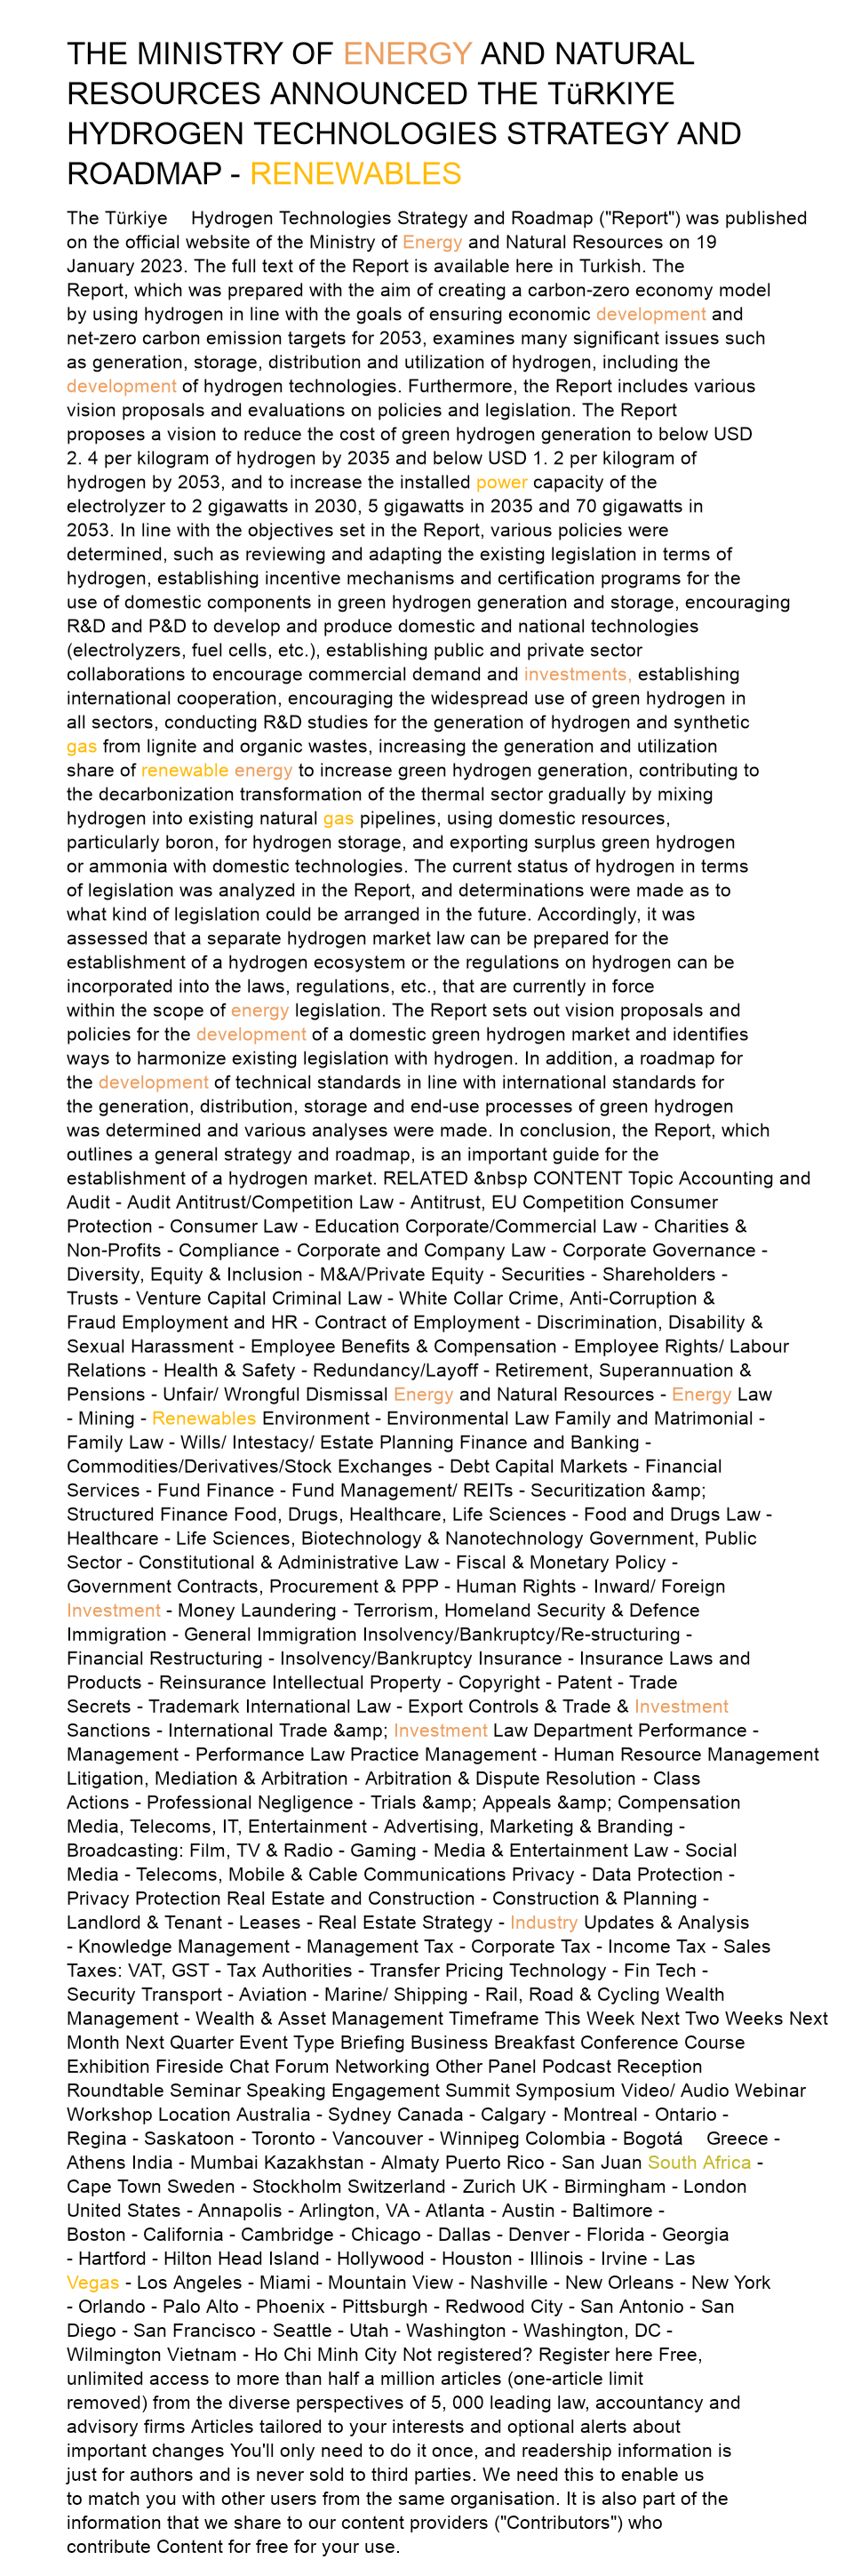 THE MINISTRY OF ENERGY AND NATURAL
RESOURCES ANNOUNCED THE TüRKIYE
HYDROGEN TECHNOLOGIES STRATEGY AND
ROADMAP - RENEWABLES
The Türkiye    Hydrogen Technologies Strategy and Roadmap ("Report") was published
on the official website of the Ministry of Energy and Natural Resources on 19
January 2023. The full text of the Report is available here in Turkish. The
Report, which was prepared with the aim of creating a carbon-zero economy model
by using hydrogen in line with the goals of ensuring economic development and
net-zero carbon emission targets for 2053, examines many significant issues such
as generation, storage, distribution and utilization of hydrogen, including the
development of hydrogen technologies. Furthermore, the Report includes various
vision proposals and evaluations on policies and legislation. The Report
proposes a vision to reduce the cost of green hydrogen generation to below USD
2. 4 per kilogram of hydrogen by 2035 and below USD 1. 2 per kilogram of
hydrogen by 2053, and to increase the installed power capacity of the
electrolyzer to 2 gigawatts in 2030, 5 gigawatts in 2035 and 70 gigawatts in
2053. In line with the objectives set in the Report, various policies were
determined, such as reviewing and adapting the existing legislation in terms of
hydrogen, establishing incentive mechanisms and certification programs for the
use of domestic components in green hydrogen generation and storage, encouraging
R&D and P&D to develop and produce domestic and national technologies
(electrolyzers, fuel cells, etc.), establishing public and private sector
collaborations to encourage commercial demand and investments, establishing
international cooperation, encouraging the widespread use of green hydrogen in
all sectors, conducting R&D studies for the generation of hydrogen and synthetic
gas from lignite and organic wastes, increasing the generation and utilization
share of renewable energy to increase green hydrogen generation, contributing to
the decarbonization transformation of the thermal sector gradually by mixing
hydrogen into existing natural gas pipelines, using domestic resources,
particularly boron, for hydrogen storage, and exporting surplus green hydrogen
or ammonia with domestic technologies. The current status of hydrogen in terms
of legislation was analyzed in the Report, and determinations were made as to
what kind of legislation could be arranged in the future. Accordingly, it was
assessed that a separate hydrogen market law can be prepared for the
establishment of a hydrogen ecosystem or the regulations on hydrogen can be
incorporated into the laws, regulations, etc., that are currently in force
within the scope of energy legislation. The Report sets out vision proposals and
policies for the development of a domestic green hydrogen market and identifies
ways to harmonize existing legislation with hydrogen. In addition, a roadmap for
the development of technical standards in line with international standards for
the generation, distribution, storage and end-use processes of green hydrogen
was determined and various analyses were made. In conclusion, the Report, which
outlines a general strategy and roadmap, is an important guide for the
establishment of a hydrogen market. RELATED &nbsp CONTENT Topic Accounting and
Audit - Audit Antitrust/Competition Law - Antitrust, EU Competition Consumer
Protection - Consumer Law - Education Corporate/Commercial Law - Charities &
Non-Profits - Compliance - Corporate and Company Law - Corporate Governance -
Diversity, Equity & Inclusion - M&A/Private Equity - Securities - Shareholders -
Trusts - Venture Capital Criminal Law - White Collar Crime, Anti-Corruption &
Fraud Employment and HR - Contract of Employment - Discrimination, Disability &
Sexual Harassment - Employee Benefits & Compensation - Employee Rights/ Labour
Relations - Health & Safety - Redundancy/Layoff - Retirement, Superannuation &
Pensions - Unfair/ Wrongful Dismissal Energy and Natural Resources - Energy Law
- Mining - Renewables Environment - Environmental Law Family and Matrimonial -
Family Law - Wills/ Intestacy/ Estate Planning Finance and Banking -
Commodities/Derivatives/Stock Exchanges - Debt Capital Markets - Financial
Services - Fund Finance - Fund Management/ REITs - Securitization &amp;
Structured Finance Food, Drugs, Healthcare, Life Sciences - Food and Drugs Law -
Healthcare - Life Sciences, Biotechnology & Nanotechnology Government, Public
Sector - Constitutional & Administrative Law - Fiscal & Monetary Policy -
Government Contracts, Procurement & PPP - Human Rights - Inward/ Foreign
Investment - Money Laundering - Terrorism, Homeland Security & Defence
Immigration - General Immigration Insolvency/Bankruptcy/Re-structuring -
Financial Restructuring - Insolvency/Bankruptcy Insurance - Insurance Laws and
Products - Reinsurance Intellectual Property - Copyright - Patent - Trade
Secrets - Trademark International Law - Export Controls & Trade & Investment
Sanctions - International Trade &amp; Investment Law Department Performance -
Management - Performance Law Practice Management - Human Resource Management
Litigation, Mediation & Arbitration - Arbitration & Dispute Resolution - Class
Actions - Professional Negligence - Trials &amp; Appeals &amp; Compensation
Media, Telecoms, IT, Entertainment - Advertising, Marketing & Branding -
Broadcasting: Film, TV & Radio - Gaming - Media & Entertainment Law - Social
Media - Telecoms, Mobile & Cable Communications Privacy - Data Protection -
Privacy Protection Real Estate and Construction - Construction & Planning -
Landlord & Tenant - Leases - Real Estate Strategy - Industry Updates & Analysis
- Knowledge Management - Management Tax - Corporate Tax - Income Tax - Sales
Taxes: VAT, GST - Tax Authorities - Transfer Pricing Technology - Fin Tech -
Security Transport - Aviation - Marine/ Shipping - Rail, Road & Cycling Wealth
Management - Wealth & Asset Management Timeframe This Week Next Two Weeks Next
Month Next Quarter Event Type Briefing Business Breakfast Conference Course
Exhibition Fireside Chat Forum Networking Other Panel Podcast Reception
Roundtable Seminar Speaking Engagement Summit Symposium Video/ Audio Webinar
Workshop Location Australia - Sydney Canada - Calgary - Montreal - Ontario -
Regina - Saskatoon - Toronto - Vancouver - Winnipeg Colombia - Bogotá    Greece -
Athens India - Mumbai Kazakhstan - Almaty Puerto Rico - San Juan South Africa -
Cape Town Sweden - Stockholm Switzerland - Zurich UK - Birmingham - London
United States - Annapolis - Arlington, VA - Atlanta - Austin - Baltimore -
Boston - California - Cambridge - Chicago - Dallas - Denver - Florida - Georgia
- Hartford - Hilton Head Island - Hollywood - Houston - Illinois - Irvine - Las
Vegas - Los Angeles - Miami - Mountain View - Nashville - New Orleans - New York
- Orlando - Palo Alto - Phoenix - Pittsburgh - Redwood City - San Antonio - San
Diego - San Francisco - Seattle - Utah - Washington - Washington, DC -
Wilmington Vietnam - Ho Chi Minh City Not registered? Register here Free,
unlimited access to more than half a million articles (one-article limit
removed) from the diverse perspectives of 5, 000 leading law, accountancy and
advisory firms Articles tailored to your interests and optional alerts about
important changes You'll only need to do it once, and readership information is
just for authors and is never sold to third parties. We need this to enable us
to match you with other users from the same organisation. It is also part of the
information that we share to our content providers ("Contributors") who
contribute Content for free for your use.